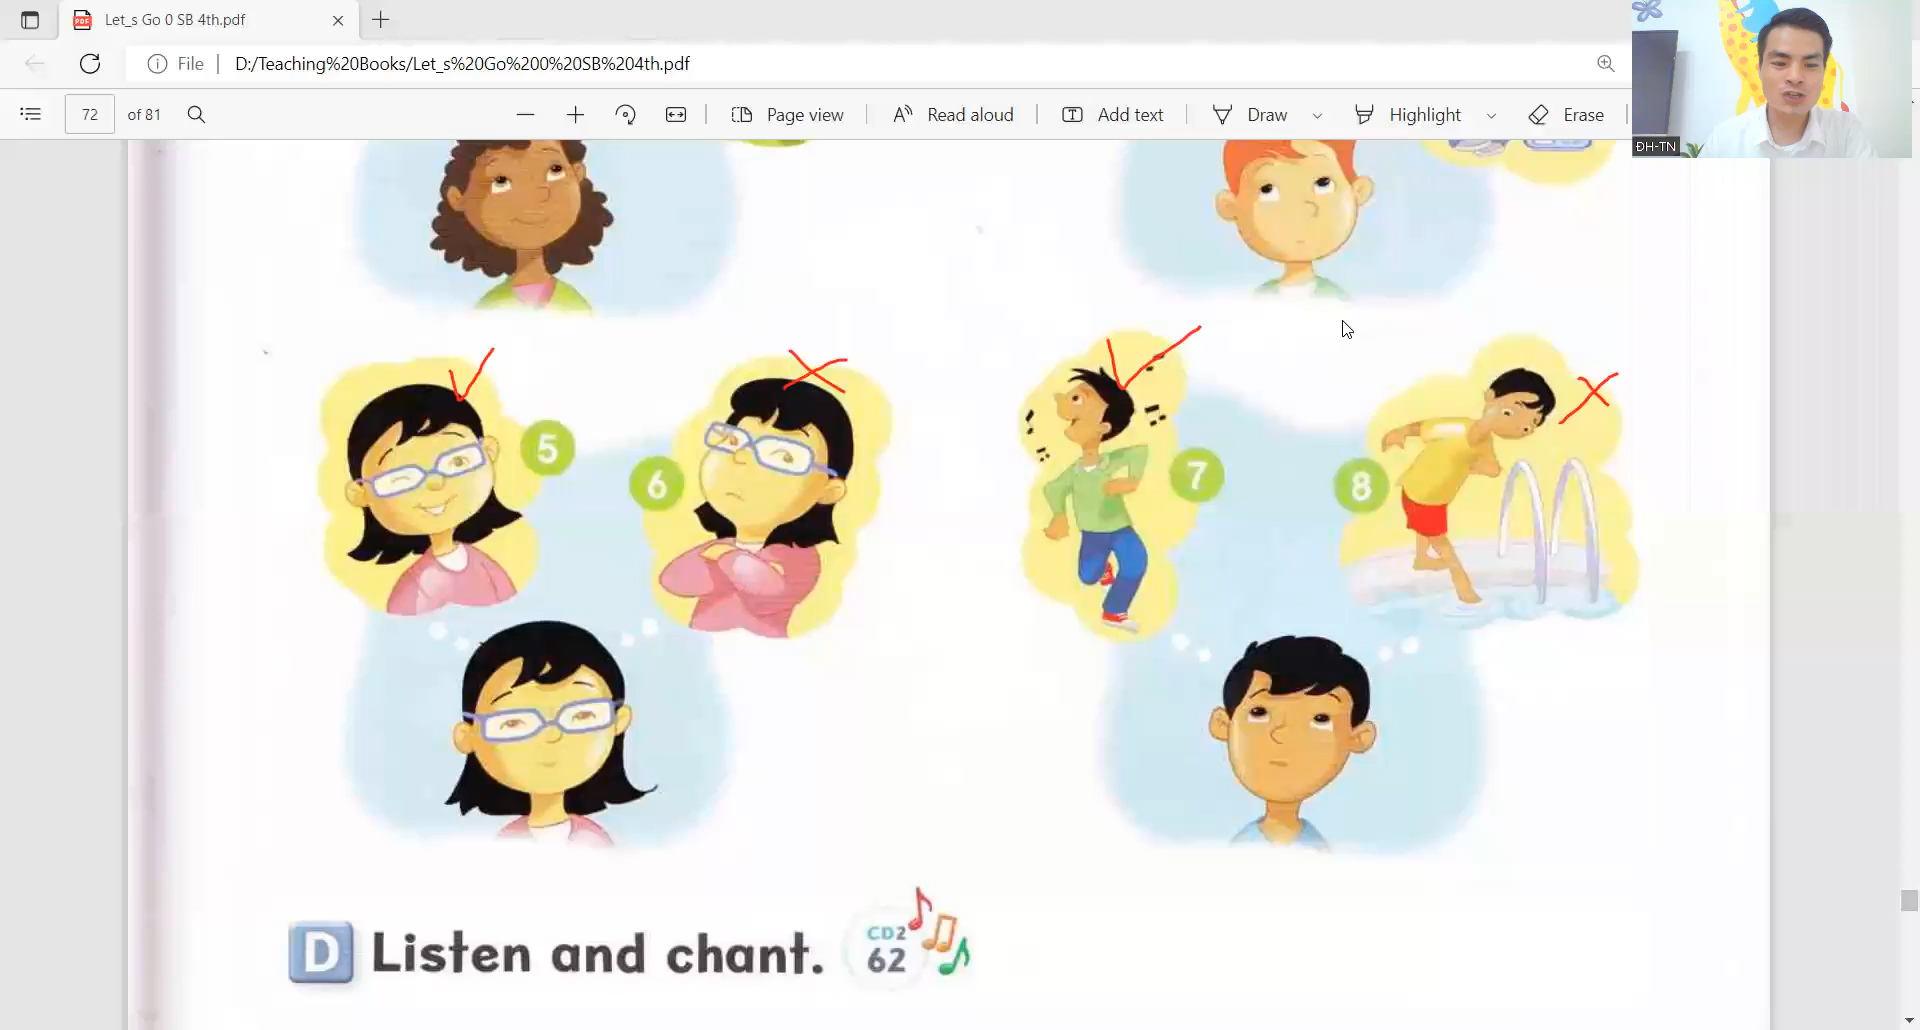 Let_s Go 0 SB 4th.pdf
File D:/Teaching%20Books/Let_s%20Go%200%20SB%204th.pdf
72 of 81 Page view Read aloud Add text Draw Highlight Erase
ĐH-TN
5
6
7
8
D Listen and chant. CD2 62